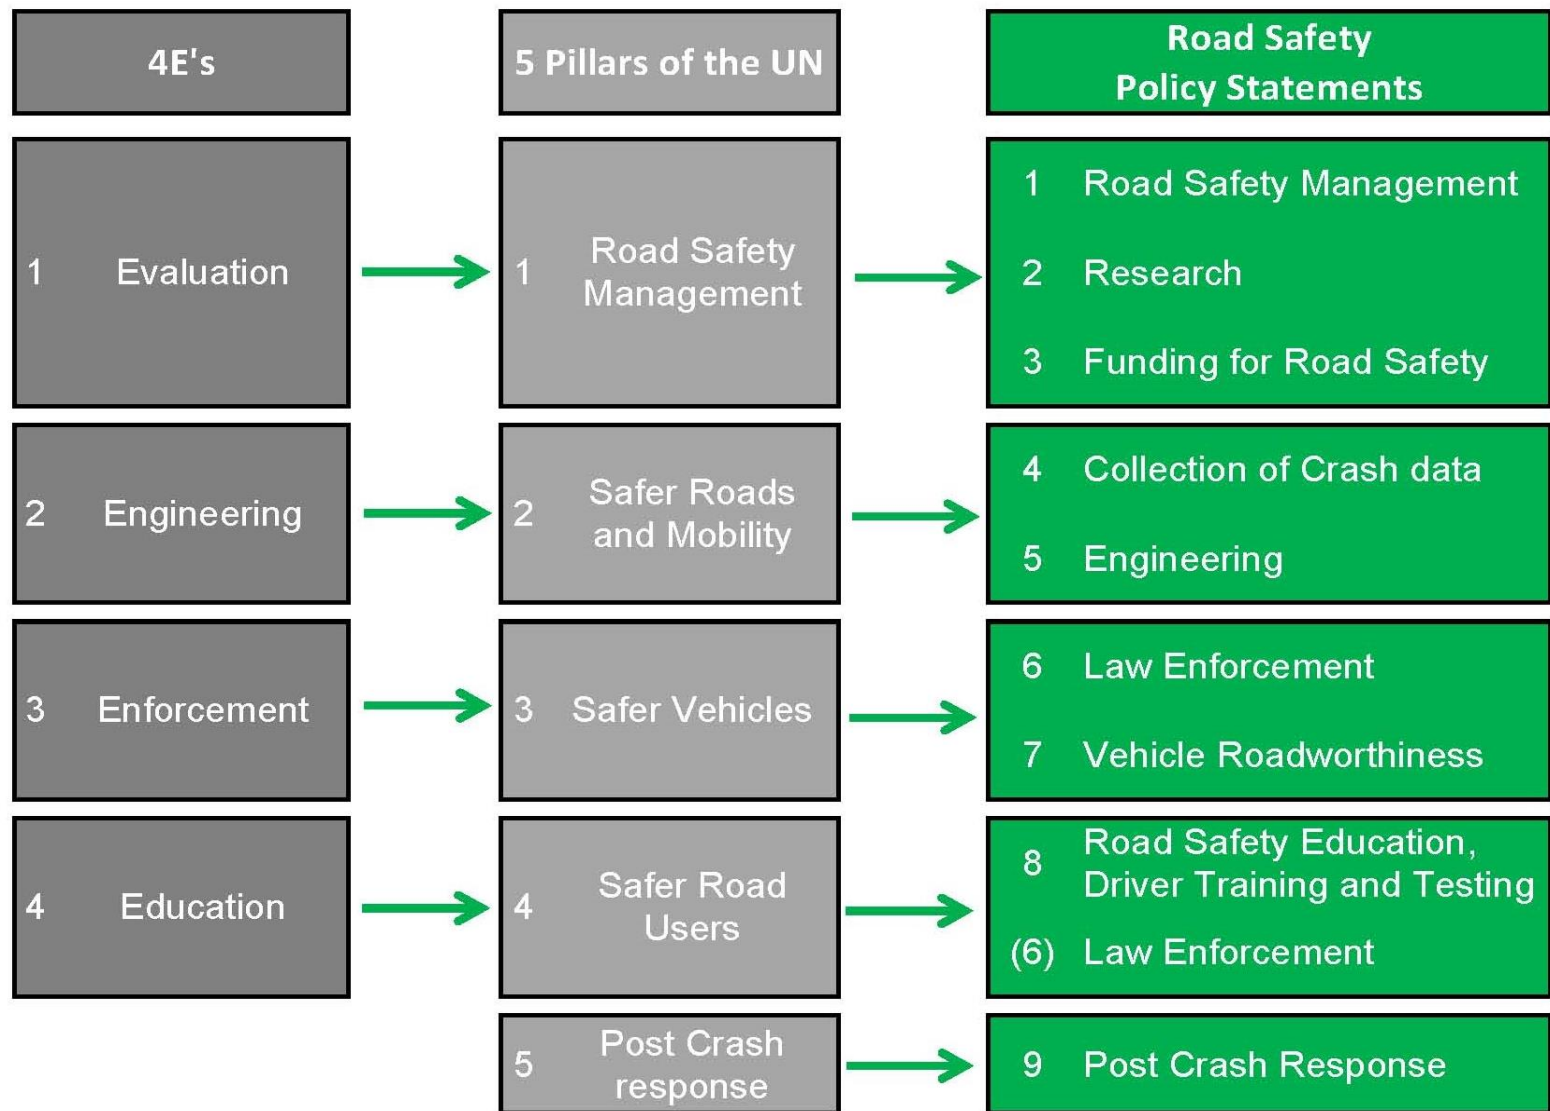 4E's
5 Pillars of the UN
Road Safety
Policy Statements
1 Evaluation
1 Road Safety
Management
1 Road Safety Management
2 Research
3 Funding for Road Safety
2 Engineering
2 Safer Roads
and Mobility
4 Collection of Crash data
5 Engineering
3 Enforcement
3 Safer Vehicles
6 Law Enforcement
7 Vehicle Roadworthiness
4 Education
4 Safer Road
Users
8 Road Safety Education,
Driver Training and Testing
(6) Law Enforcement
5 Post Crash
response
9 Post Crash Response